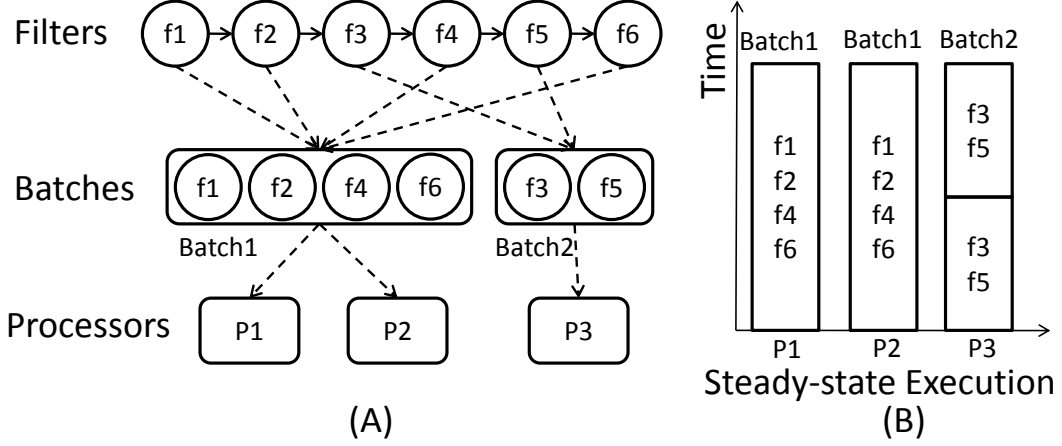 Filters f1 f2 f3 f4 f5 f6
Batches f1 f2 f4 f6 f3 f5
Batch1 Batch2
Processors P1 P2 P3
(A)
Time
Batch1 Batch1 Batch2
f1
f2
f4
f6
f1
f2
f4
f6
f3
f5
f3
f5
P1 P2 P3
Steady-state Execution
(B)